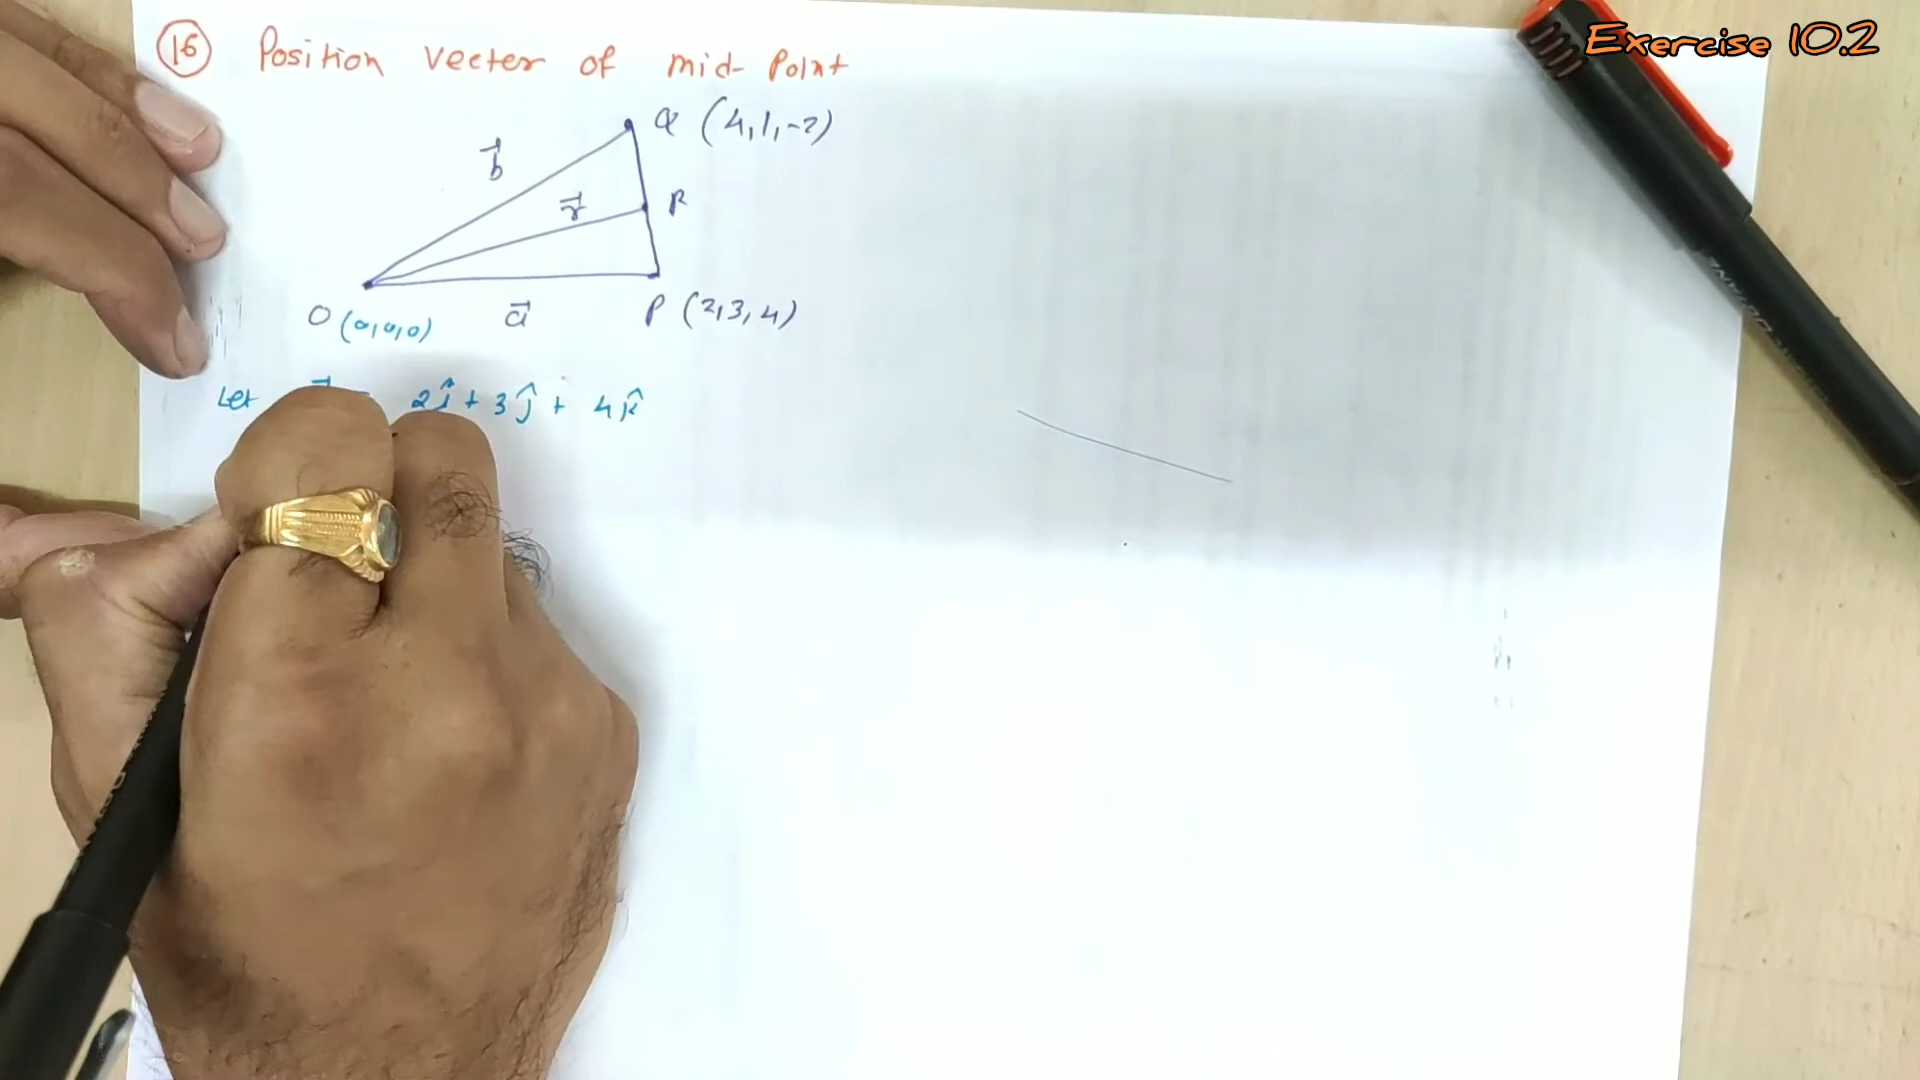 Exercise 10.2
16 Position vector of mid-Point
Q (4,1,-2)
b⃗
r⃗ R
O (0,0,0) a⃗ P (2,3,4)
Let 2î + 3ĵ + 4k̂